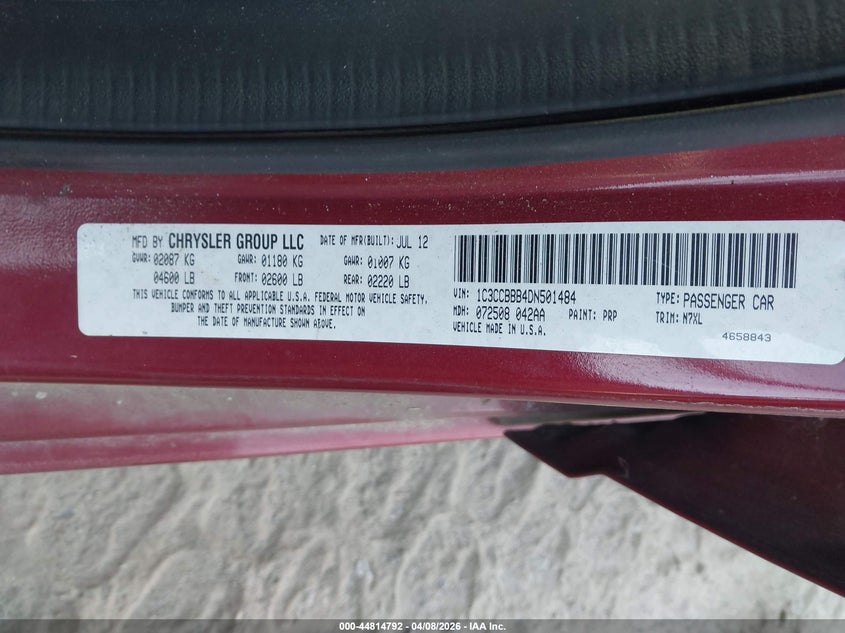 MFD BY CHRYSLER GROUP LLC DATE OF MFR(BUILT): JUL 12
GVWR: 02087 KG GAWR: 01180 KG GAWR: 01007 KG
04600 LB FRONT: 02600 LB REAR: 02220 LB
THIS VEHICLE CONFORMS TO ALL APPLICABLE U.S.A. FEDERAL MOTOR VEHICLE SAFETY,
BUMPER AND THEFT PREVENTION STANDARDS IN EFFECT ON
THE DATE OF MANUFACTURE SHOWN ABOVE.
VIN: 1C3CCBBB4DN501484 TYPE: PASSENGER CAR
MDH: 072508 042AA PAINT: PRP TRIM: N7XL
VEHICLE MADE IN U.S.A. 4658843
000-44814792 - 04/08/2026 - IAA Inc.